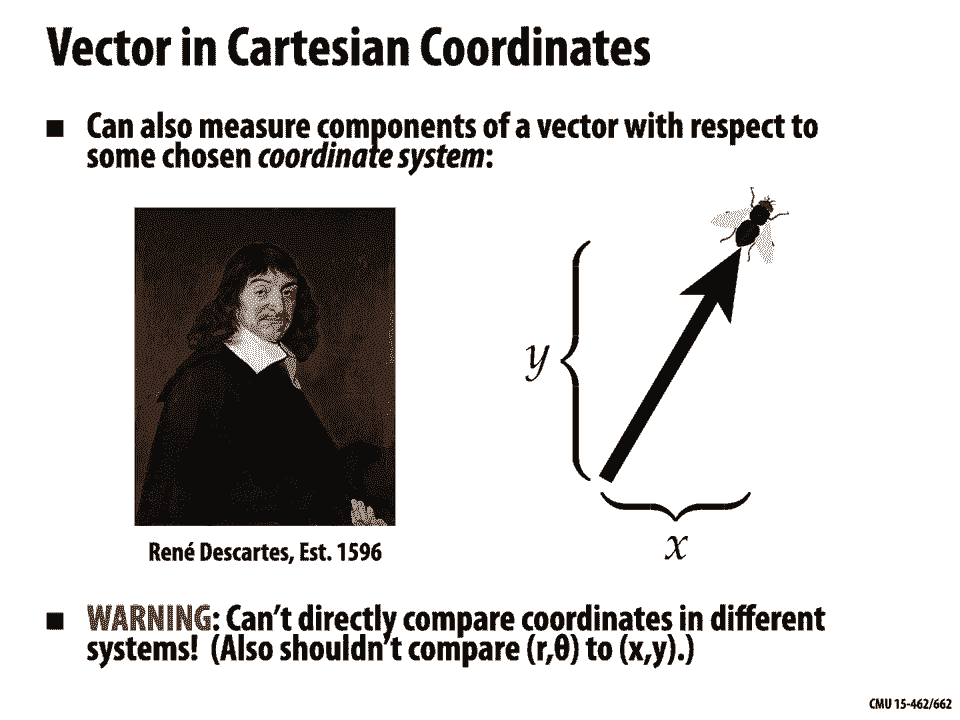 Vector in Cartesian Coordinates
■ Can also measure components of a vector with respect to
some chosen coordinate system:
y
x
René Descartes, Est. 1596
■ WARNING: Can't directly compare coordinates in different
systems! (Also shouldn't compare (r,θ) to (x,y).)
CMU 15-462/662